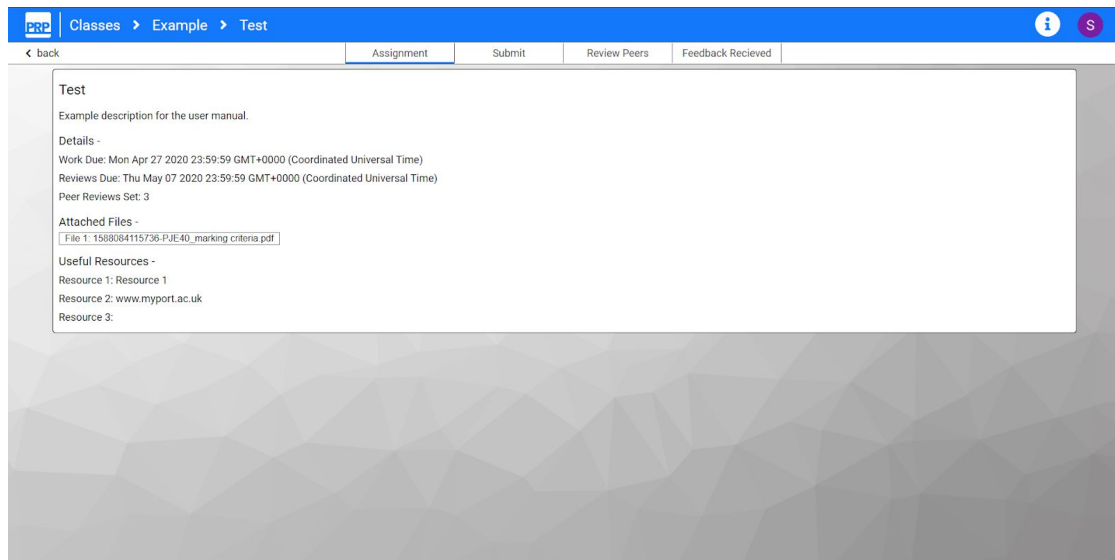 PRP Classes > Example > Test i S
< back Assignment Submit Review Peers Feedback Recieved
Test
Example description for the user manual.
Details -
Work Due: Mon Apr 27 2020 23:59:59 GMT+0000 (Coordinated Universal Time)
Reviews Due: Thu May 07 2020 23:59:59 GMT+0000 (Coordinated Universal Time)
Peer Reviews Set: 3
Attached Files -
File 1: 1588084115736-PJE40_marking criteria.pdf
Useful Resources -
Resource 1: Resource 1
Resource 2: www.myport.ac.uk
Resource 3: